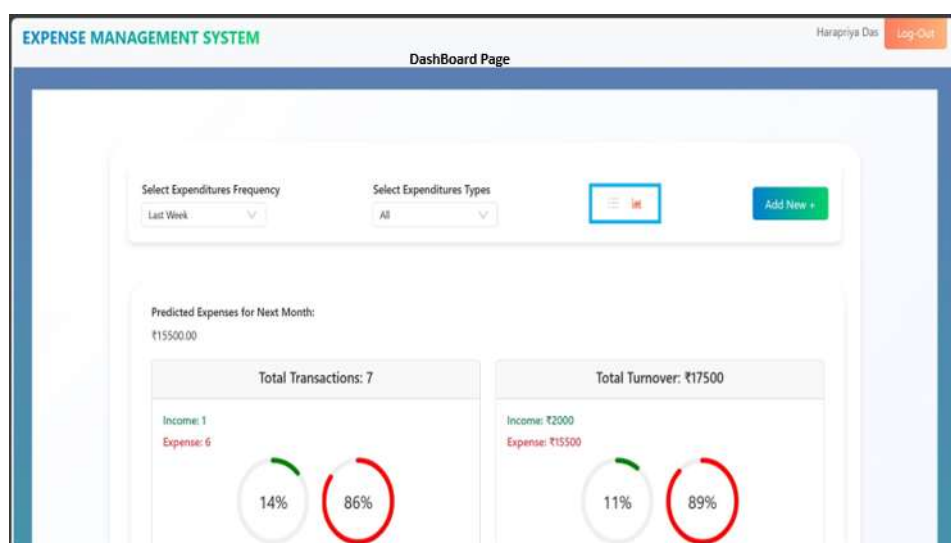 EXPENSE MANAGEMENT SYSTEM
Harapriya Das
Log-Out
DashBoard Page
Select Expenditures Frequency
Select Expenditures Types
Last Week
All
Add New +
Predicted Expenses for Next Month:
₹15500.00
Total Transactions: 7
Total Turnover: ₹17500
Income: 1
Expense: 6
Income: ₹2000
Expense: ₹15500
14%
86%
11%
89%